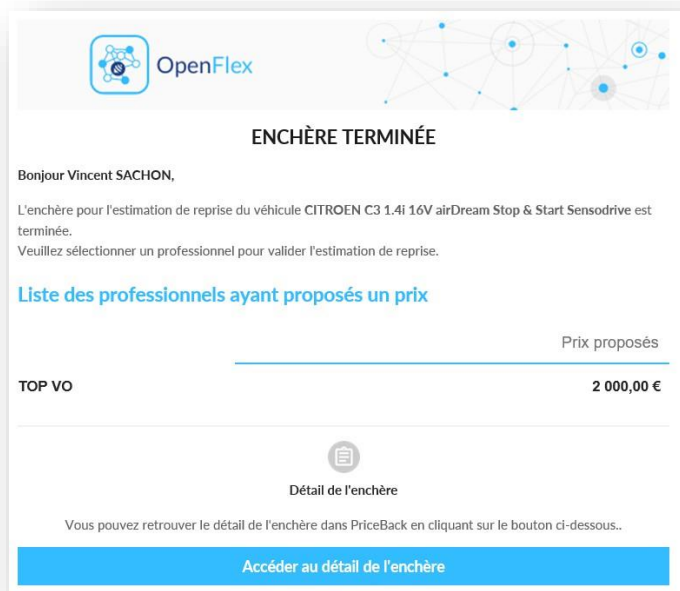 OpenFlex
ENCHÈRE TERMINÉE
Bonjour Vincent SACHON,
L'enchère pour l'estimation de reprise du véhicule CITROEN C3 1.4i 16V airDream Stop & Start Sensodrive est
terminée.
Veuillez sélectionner un professionnel pour valider l'estimation de reprise.
Liste des professionnels ayant proposés un prix
Prix proposés
TOP VO 2 000,00 €
Détail de l'enchère
Vous pouvez retrouver le détail de l'enchère dans PriceBack en cliquant sur le bouton ci-dessous..
Accéder au détail de l'enchère